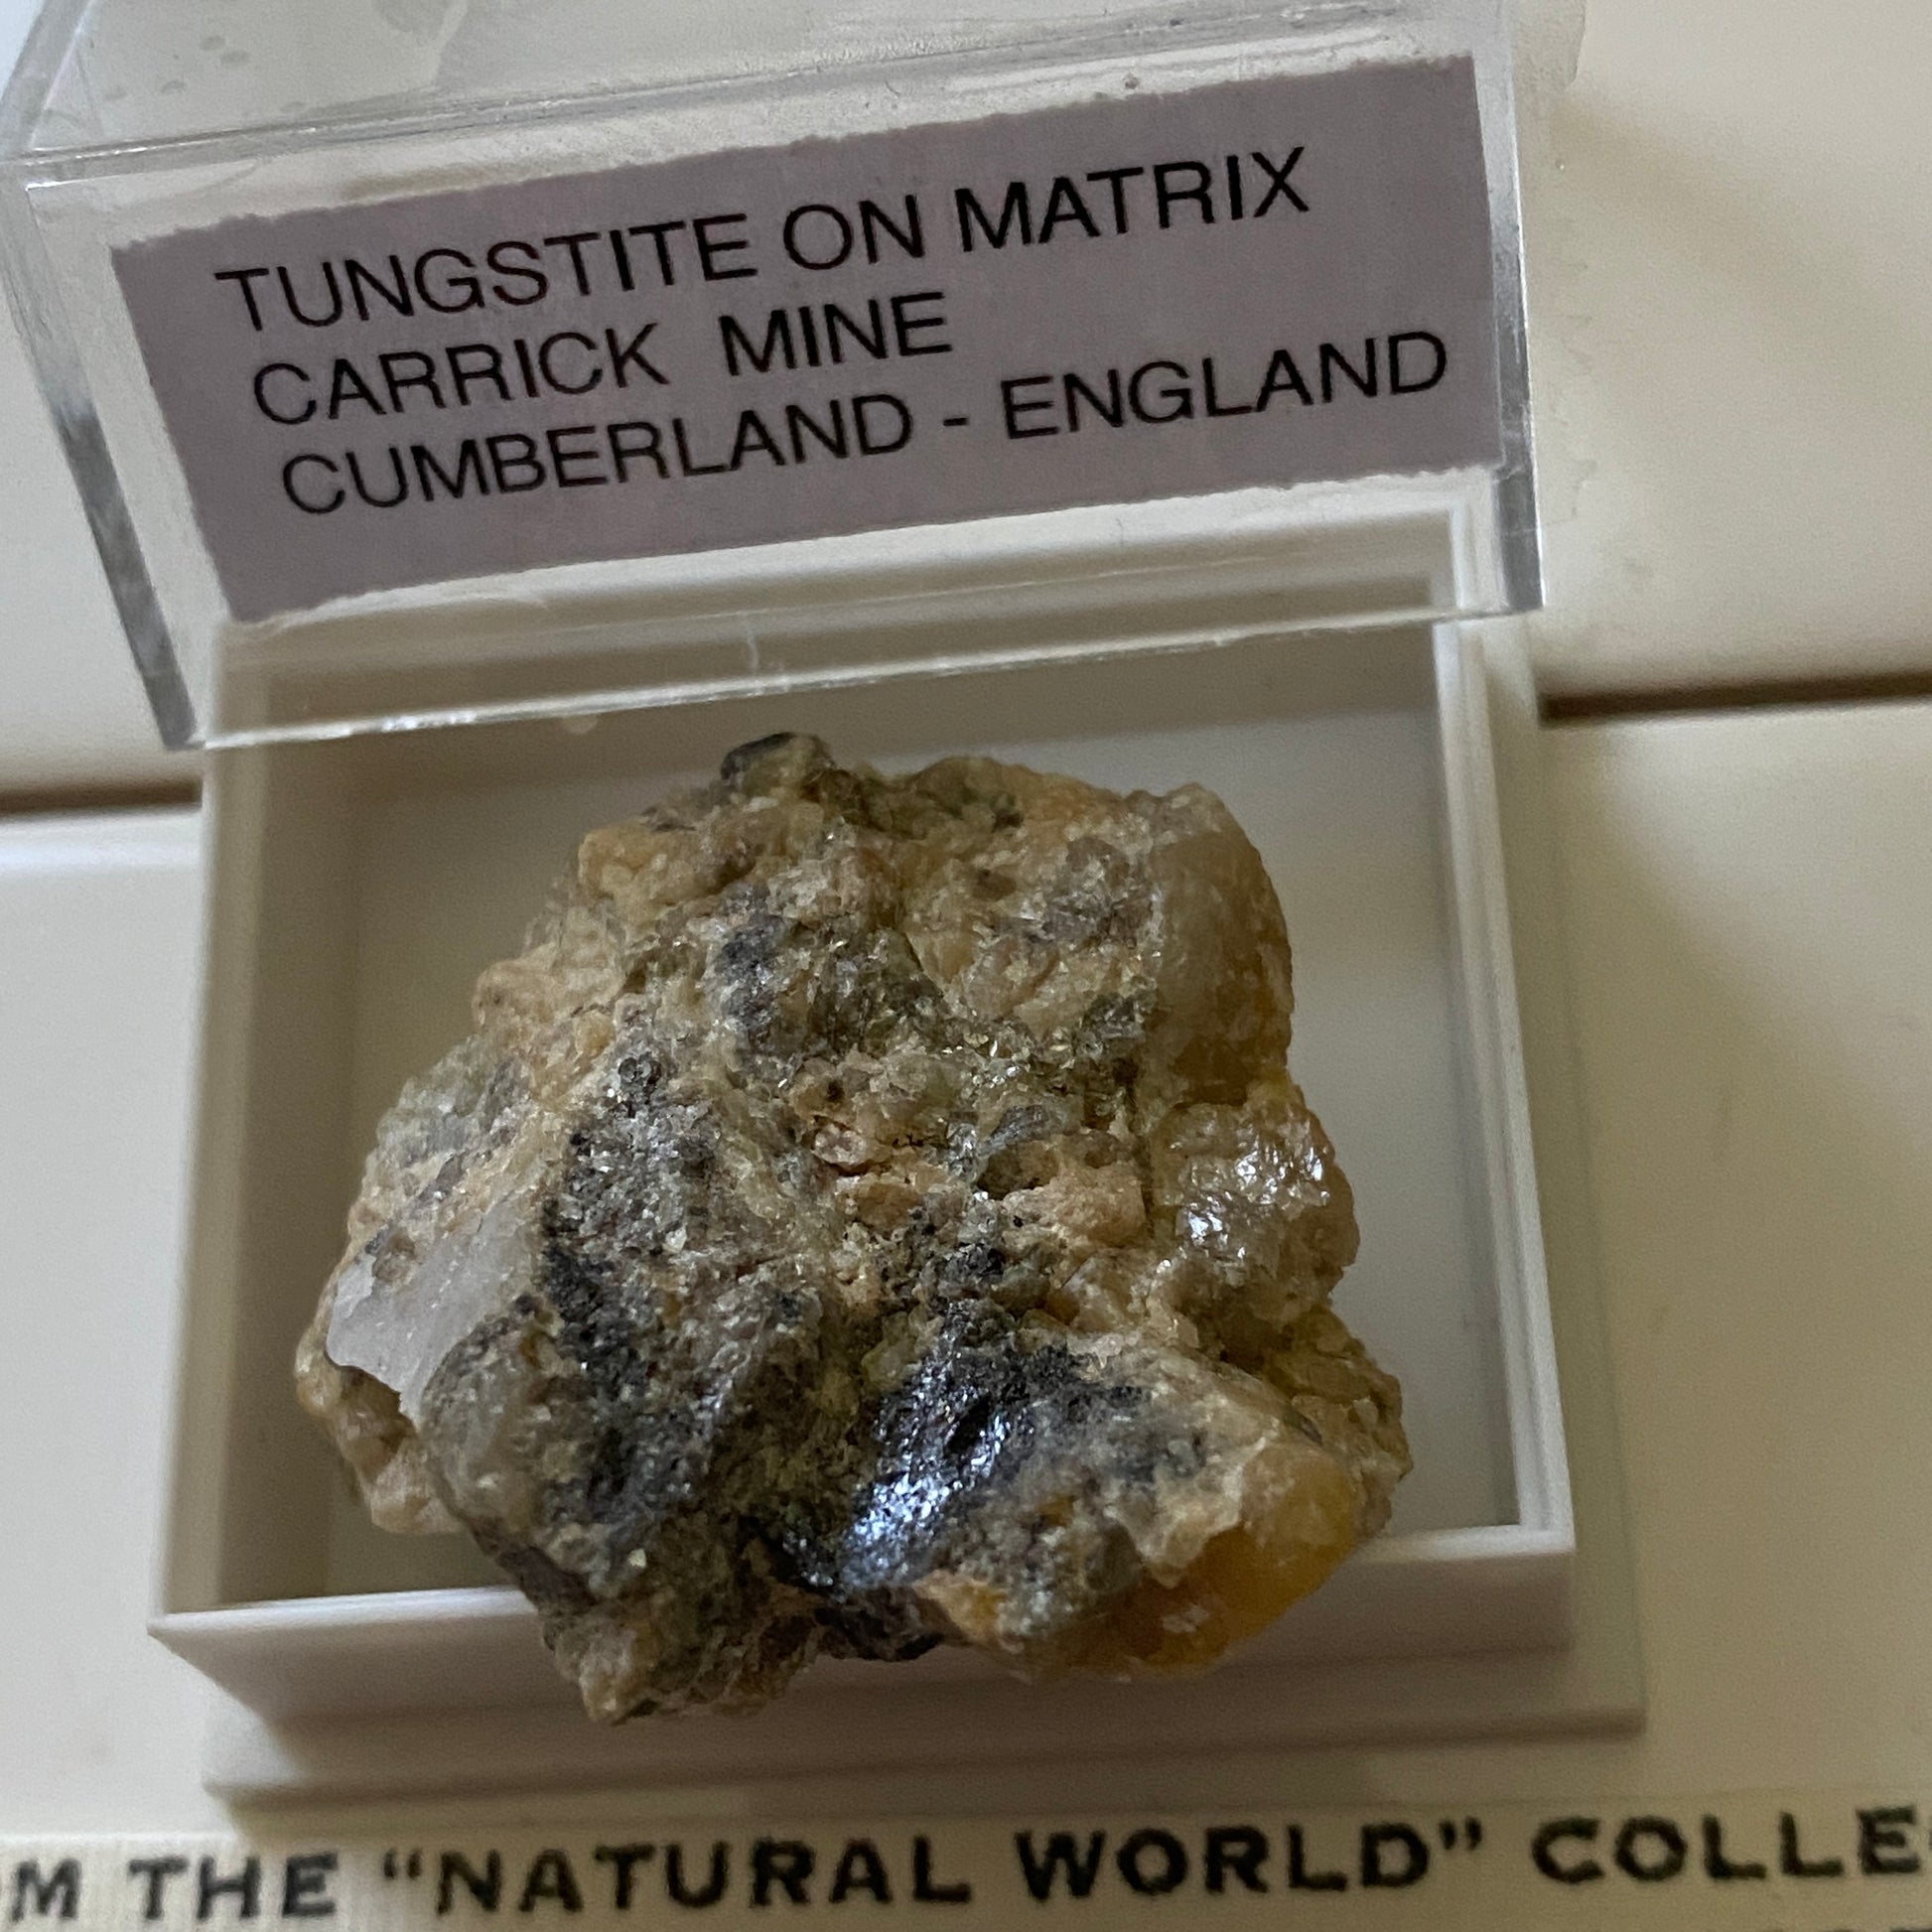 TUNGSTITE ON MATRIX
CARRICK MINE
CUMBERLAND - ENGLAND
THE “NATURAL WORLD”